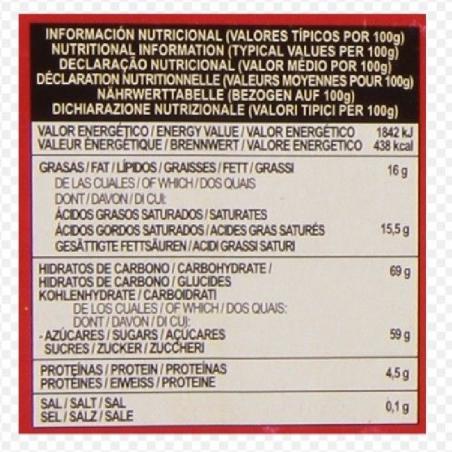 INFORMACIÓN NUTRICIONAL (VALORES TÍPICOS POR 100g)
NUTRITIONAL INFORMATION (TYPICAL VALUES PER 100g)
DECLARAÇÃO NUTRICIONAL (VALOR MÉDIO POR 100g)
DÉCLARATION NUTRITIONNELLE (VALEURS MOYENNES POUR 100g)
NÄHRWERTTABELLE (BEZOGEN AUF 100g)
DICHIARAZIONE NUTRIZIONALE (VALORI TIPICI PER 100g)
VALOR ENERGÉTICO / ENERGY VALUE / VALOR ENERGÉTICO 1842 kJ
VALEUR ÉNERGÉTIQUE / BRENNWERT / VALORE ENERGETICO 438 kcal
GRASAS / FAT / LÍPIDOS / GRAISSES / FETT / GRASSI 16 g
DE LAS CUALES / OF WHICH / DOS QUAIS
DONT / DAVON / DI CUI:
ÁCIDOS GRASOS SATURADOS / SATURATES
ÁCIDOS GORDOS SATURADOS / ACIDES GRAS SATURÉS 15,5 g
GESÄTTIGTE FETTSÄUREN / ACIDI GRASSI SATURI
HIDRATOS DE CARBONO / CARBOHYDRATE / 69 g
HIDRATOS DE CARBONO / GLUCIDES
KOHLENHYDRATE / CARBOIDRATI
DE LOS CUALES / OF WHICH / DOS QUAIS:
DONT / DAVON / DI CUI:
- AZÚCARES / SUGARS / AÇÚCARES 59 g
SUCRES / ZUCKER / ZUCCHERI
PROTEÍNAS / PROTEIN / PROTEÍNAS 4,5 g
PROTÉINES / EIWEISS / PROTEINE
SAL / SALT / SAL 0,1 g
SEL / SALZ / SALE